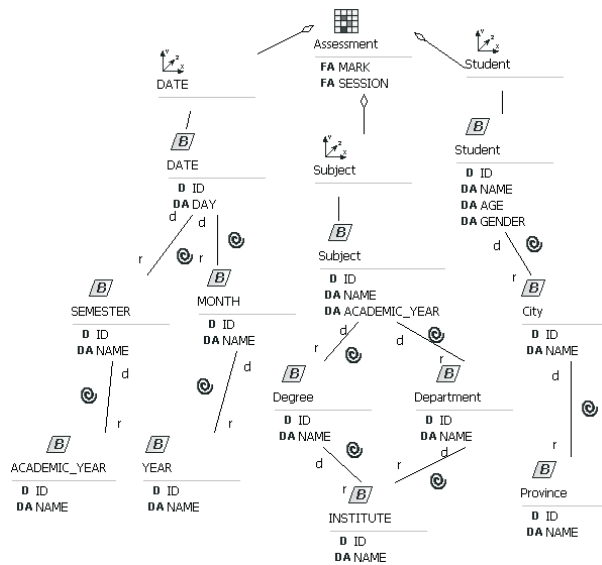 Assessment
FA MARK
FA SESSION
DATE
Student
Subject
B
DATE
D ID
DA DAY
B
Student
D ID
DA NAME
DA AGE
DA GENDER
B
Subject
D ID
DA NAME
DA ACADEMIC_YEAR
d
d
r
r
d
r
B
SEMESTER
D ID
DA NAME
B
MONTH
D ID
DA NAME
B
City
D ID
DA NAME
d
d
r
r
d
r
d
r
d
r
B
Degree
D ID
DA NAME
B
Department
D ID
DA NAME
B
ACADEMIC_YEAR
D ID
DA NAME
B
YEAR
D ID
DA NAME
d
d
r
r
B
INSTITUTE
D ID
DA NAME
d
r
B
Province
D ID
DA NAME